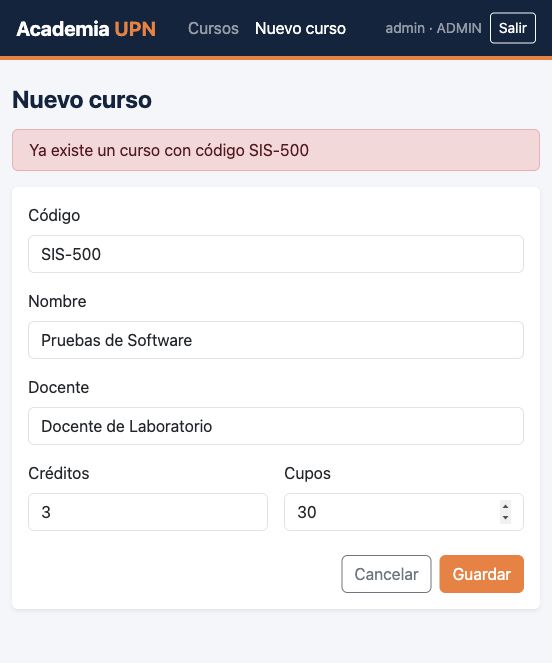 Academia UPN Cursos Nuevo curso admin · ADMIN Salir
Nuevo curso
Ya existe un curso con código SIS-500
Código
SIS-500
Nombre
Pruebas de Software
Docente
Docente de Laboratorio
Créditos Cupos
3 30
Cancelar Guardar